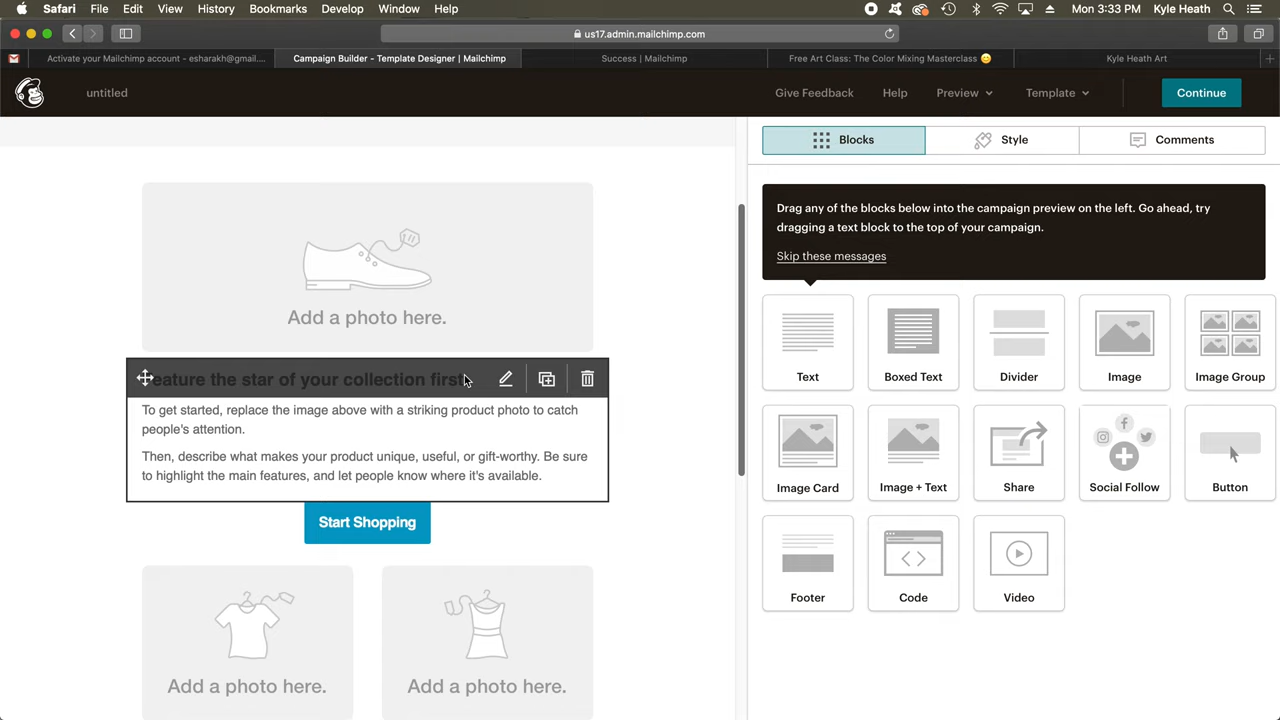 Safari File Edit View History Bookmarks Develop Window Help Mon 3:33 PM Kyle Heath
us17.admin.mailchimp.com
Activate your Mailchimp account - esharakh@gmail.... Campaign Builder - Template Designer | Mailchimp Success | Mailchimp Free Art Class: The Color Mixing Masterclass 😊 Kyle Heath Art
untitled Give Feedback Help Preview Template Continue
Blocks Style Comments
Drag any of the blocks below into the campaign preview on the left. Go ahead, try
dragging a text block to the top of your campaign.
Skip these messages
Add a photo here.
Feature the star of your collection first
To get started, replace the image above with a striking product photo to catch
people's attention.
Then, describe what makes your product unique, useful, or gift-worthy. Be sure
to highlight the main features, and let people know where it's available.
Start Shopping
Add a photo here. Add a photo here.
Text Boxed Text Divider Image Image Group
Image Card Image + Text Share Social Follow Button
Footer Code Video